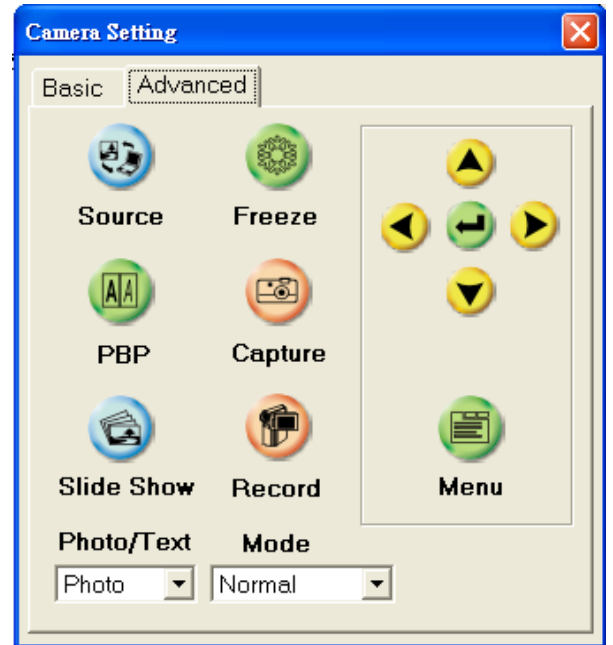 Camera Setting
Basic Advanced
Source Freeze
PBP Capture
Slide Show Record Menu
Photo/Text Mode
Photo Normal